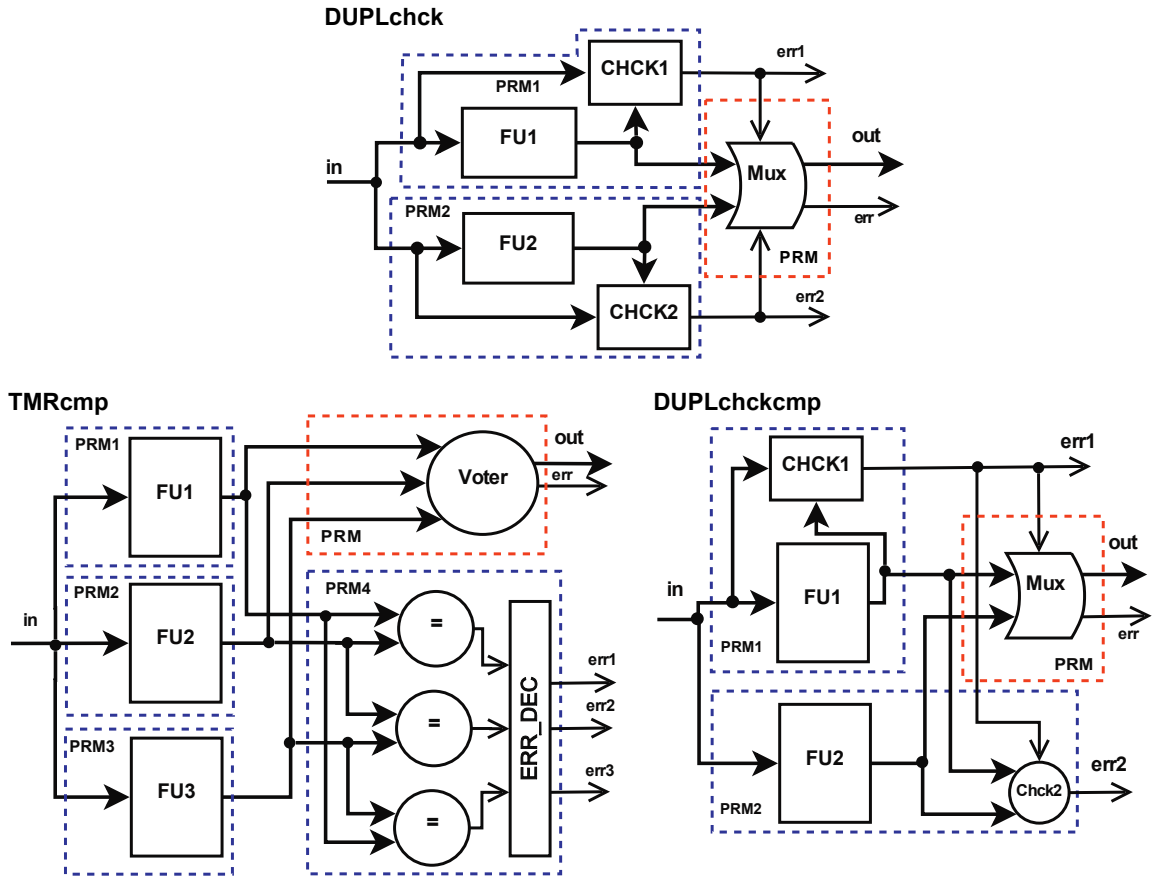 DUPLchck
CHCK1
err1
PRM1
FU1
in
Mux
out
err
PRM2
FU2
PRM
CHCK2
err2
TMRcmp
PRM1
FU1
Voter
out
err
PRM
PRM2
FU2
in
PRM4
=
=
=
ERR_DEC
err1
err2
err3
PRM3
FU3
DUPLchckcmp
CHCK1
err1
in
FU1
PRM1
Mux
out
err
PRM
FU2
PRM2
Chck2
err2